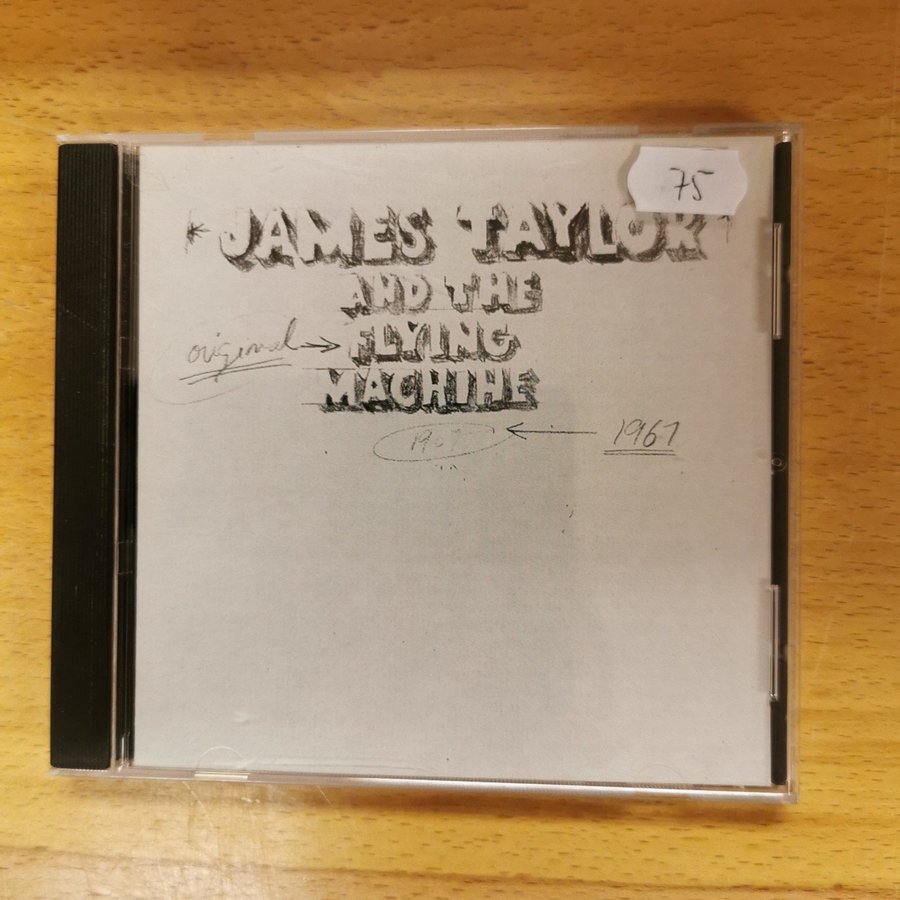 75
* JAMES TAYLOR *
AND THE
original → FLYING
MACHINE
← 1967